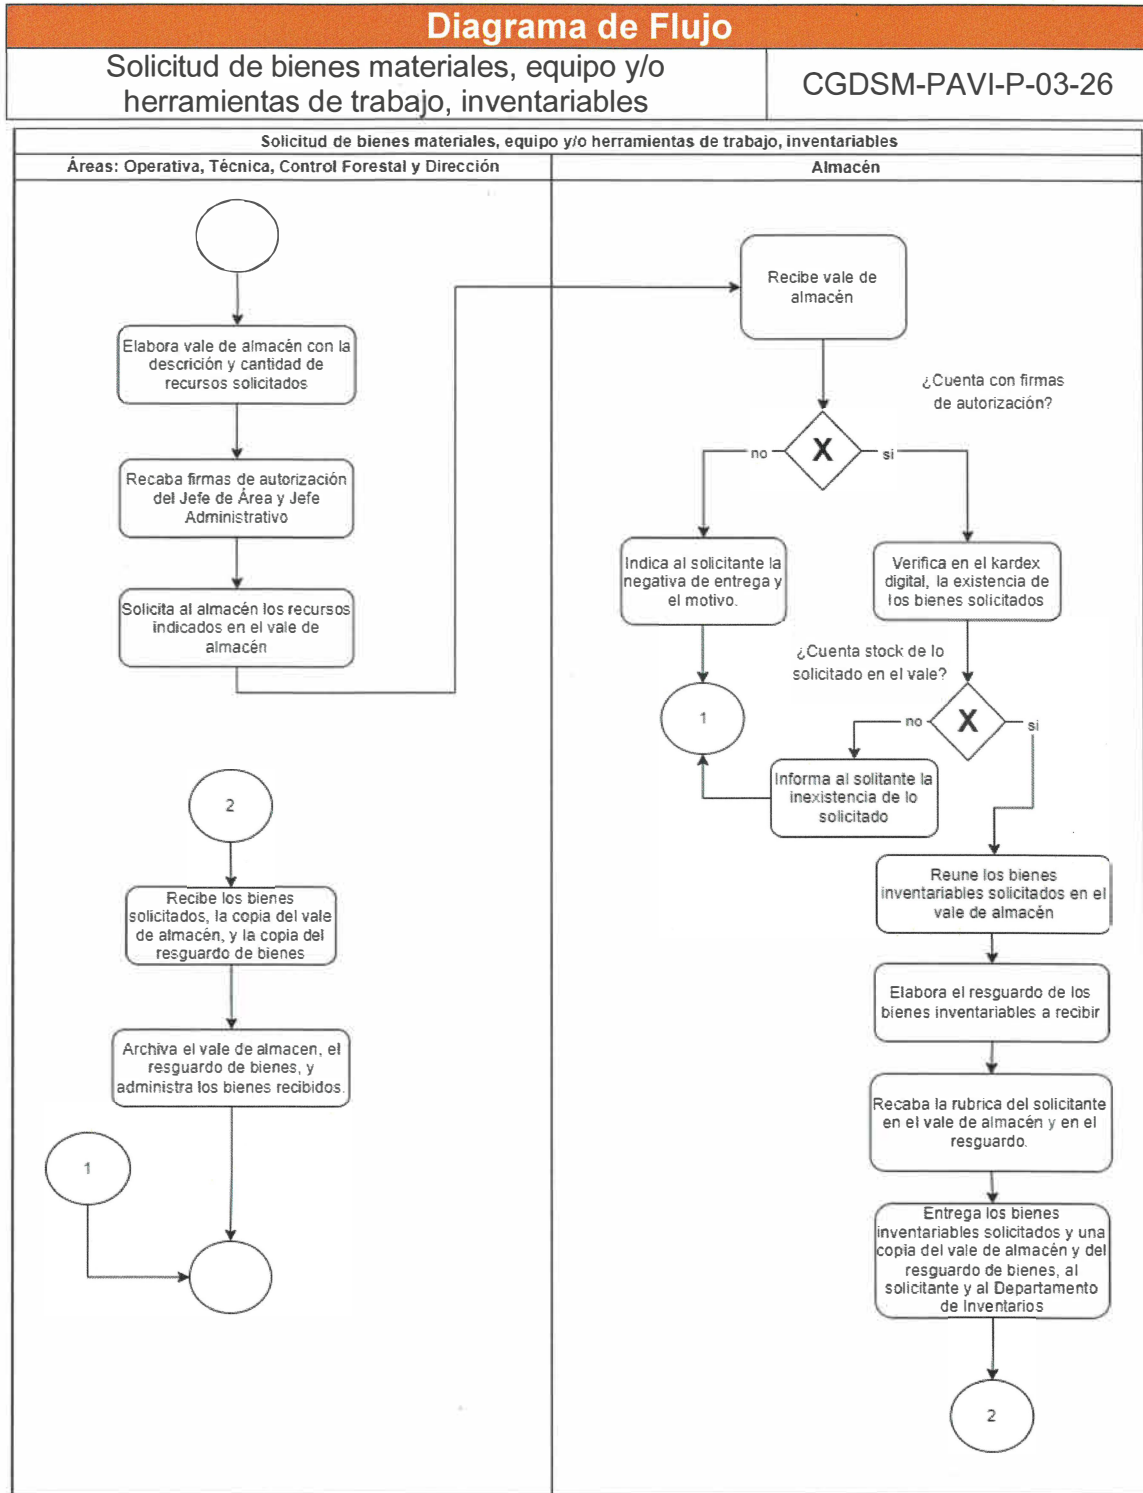 Diagrama de Flujo
Solicitud de bienes materiales, equipo y/o
herramientas de trabajo, inventariables
CGDSM-PAVI-P-03-26
Solicitud de bienes materiales, equipo y/o herramientas de trabajo, inventariables
Áreas: Operativa, Técnica, Control Forestal y Dirección
Almacén
Elabora vale de almacén con la
descrición y cantidad de
recursos solicitados
Recaba firmas de autorización
del Jefe de Área y Jefe
Administrativo
Solicita al almacén los recursos
indicados en el vale de
almacén
Recibe vale de
almacén
¿Cuenta con firmas
de autorización?
X
no
si
Indica al solicitante la
negativa de entrega y
el motivo.
Verifica en el kardex
digital, la existencia de
los bienes solicitados
¿Cuenta stock de lo
solicitado en el vale?
1
X
no
si
Informa al solitante la
inexistencia de lo
solicitado
Reune los bienes
inventariables solicitados en el
vale de almacén
Elabora el resguardo de los
bienes inventariables a recibir
Recaba la rubrica del solicitante
en el vale de almacén y en el
resguardo.
Entrega los bienes
inventariables solicitados y una
copia del vale de almacén y del
resguardo de bienes, al
solicitante y al Departamento
de Inventarios
2
2
Recibe los bienes
solicitados, la copia del vale
de almacén, y la copia del
resguardo de bienes
Archiva el vale de almacen, el
resguardo de bienes, y
administra los bienes recibidos.
1